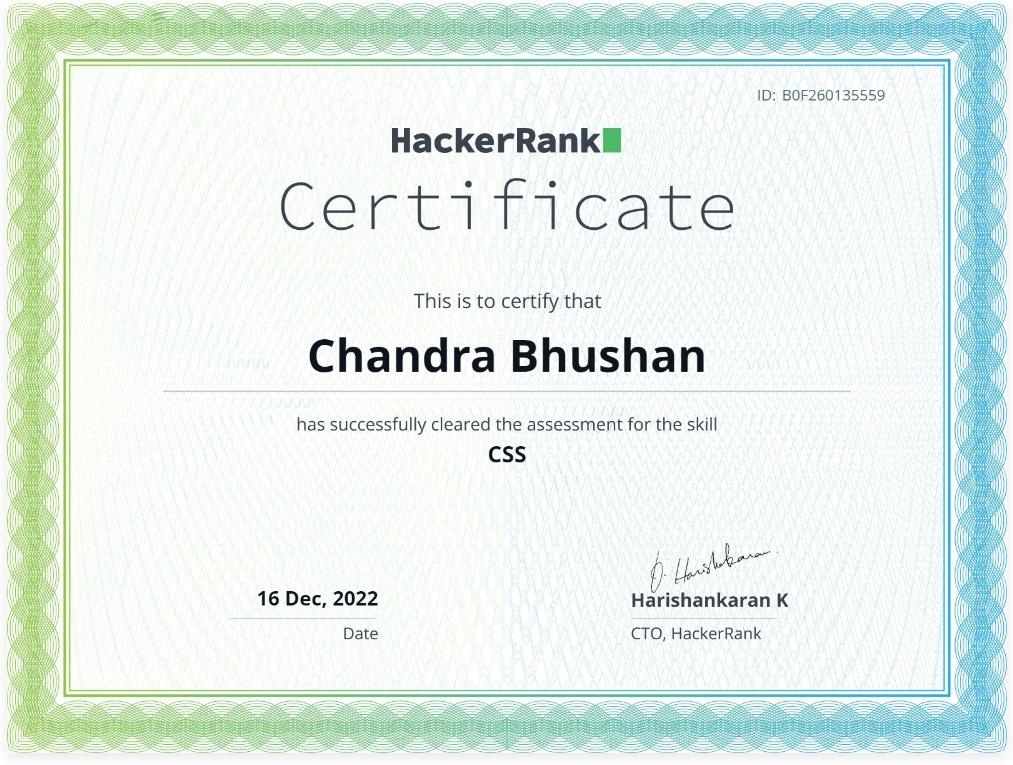 ID: B0F260135559
HackerRank
Certificate
This is to certify that
Chandra Bhushan
has successfully cleared the assessment for the skill
CSS
16 Dec, 2022
Date
Harishankaran K
CTO, HackerRank